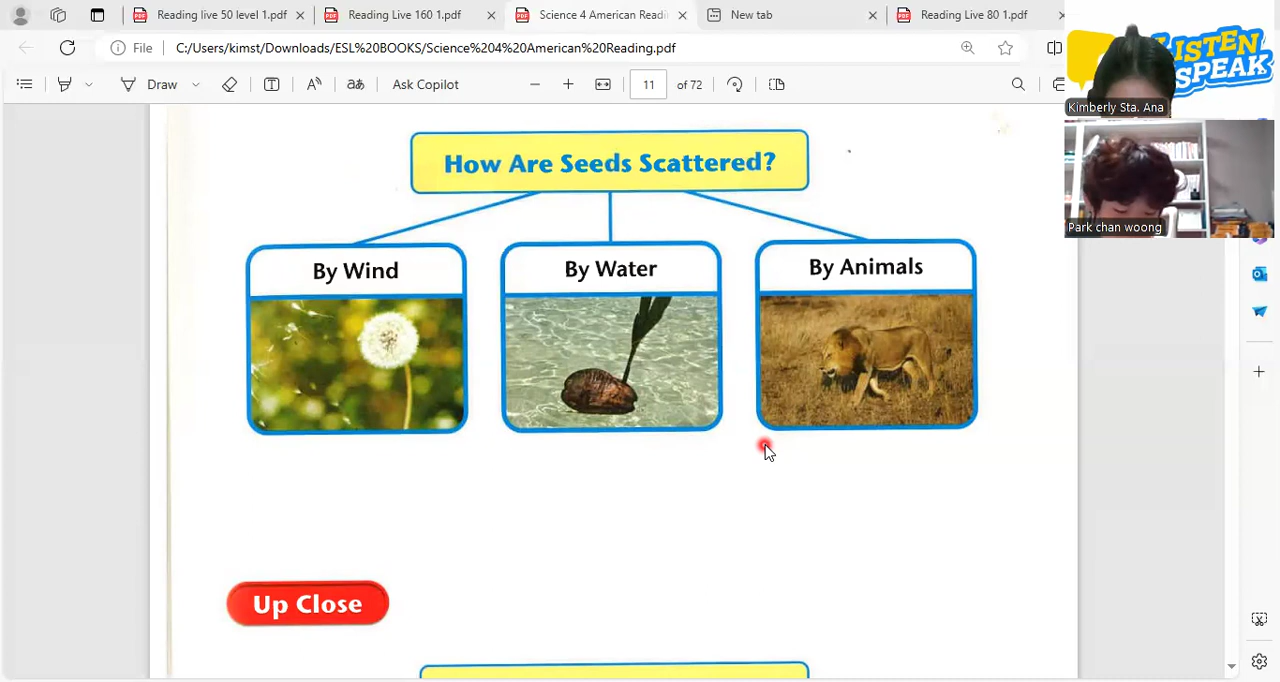 Reading live 50 level 1.pdf
Reading Live 160 1.pdf
Science 4 American Readi
New tab
Reading Live 80 1.pdf
File
C:/Users/kimst/Downloads/ESL%20BOOKS/Science%204%20American%20Reading.pdf
Draw
Ask Copilot
11
of 72
LISTEN
SPEAK
Kimberly Sta. Ana
Park chan woong
How Are Seeds Scattered?
By Wind
By Water
By Animals
Up Close